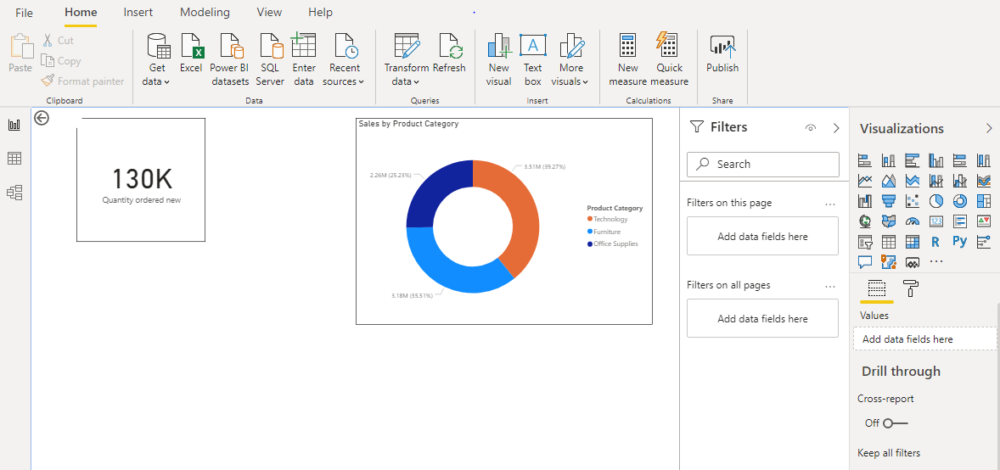 File Home Insert Modeling View Help
Paste
Cut
Copy
Format painter
Clipboard
Get data
Excel
Power BI datasets
SQL Server
Enter data
Recent sources
Data
Transform data
Refresh
Queries
New visual
Text box
More visuals
Insert
New measure
Quick measure
Calculations
Publish
Share
130K
Quantity ordered new
Sales by Product Category
3.51M (39.27%)
2.26M (25.23%)
3.18M (35.51%)
Product Category
Technology
Furniture
Office Supplies
Filters
Search
Filters on this page
Add data fields here
Filters on all pages
Add data fields here
Visualizations
123
R
Py
Values
Add data fields here
Drill through
Cross-report
Off
Keep all filters